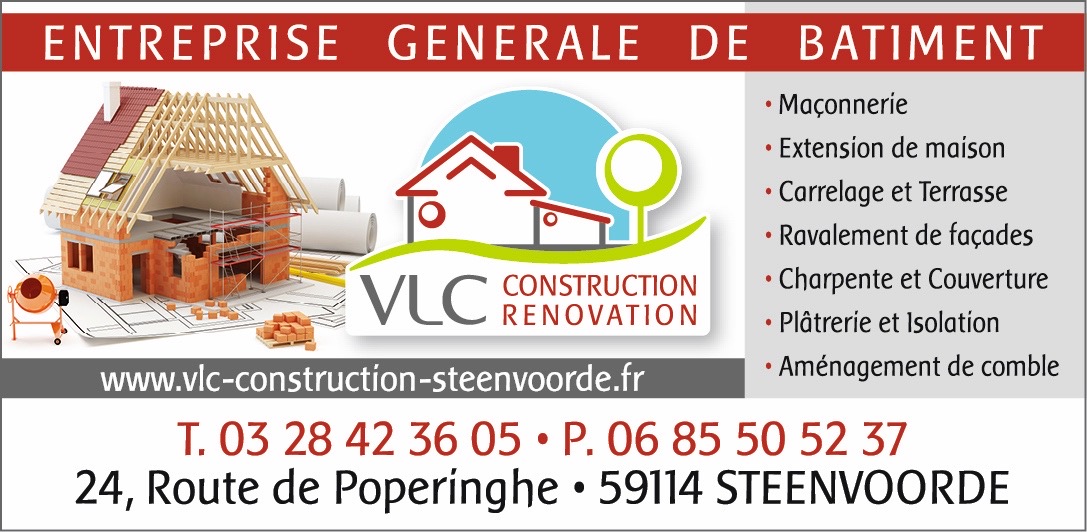 ENTREPRISE GENERALE DE BATIMENT
VLC CONSTRUCTION
RENOVATION
www.vlc-construction-steenvoorde.fr
• Maçonnerie
• Extension de maison
• Carrelage et Terrasse
• Ravalement de façades
• Charpente et Couverture
• Plâtrerie et Isolation
• Aménagement de comble
T. 03 28 42 36 05 • P. 06 85 50 52 37
24, Route de Poperinghe • 59114 STEENVOORDE